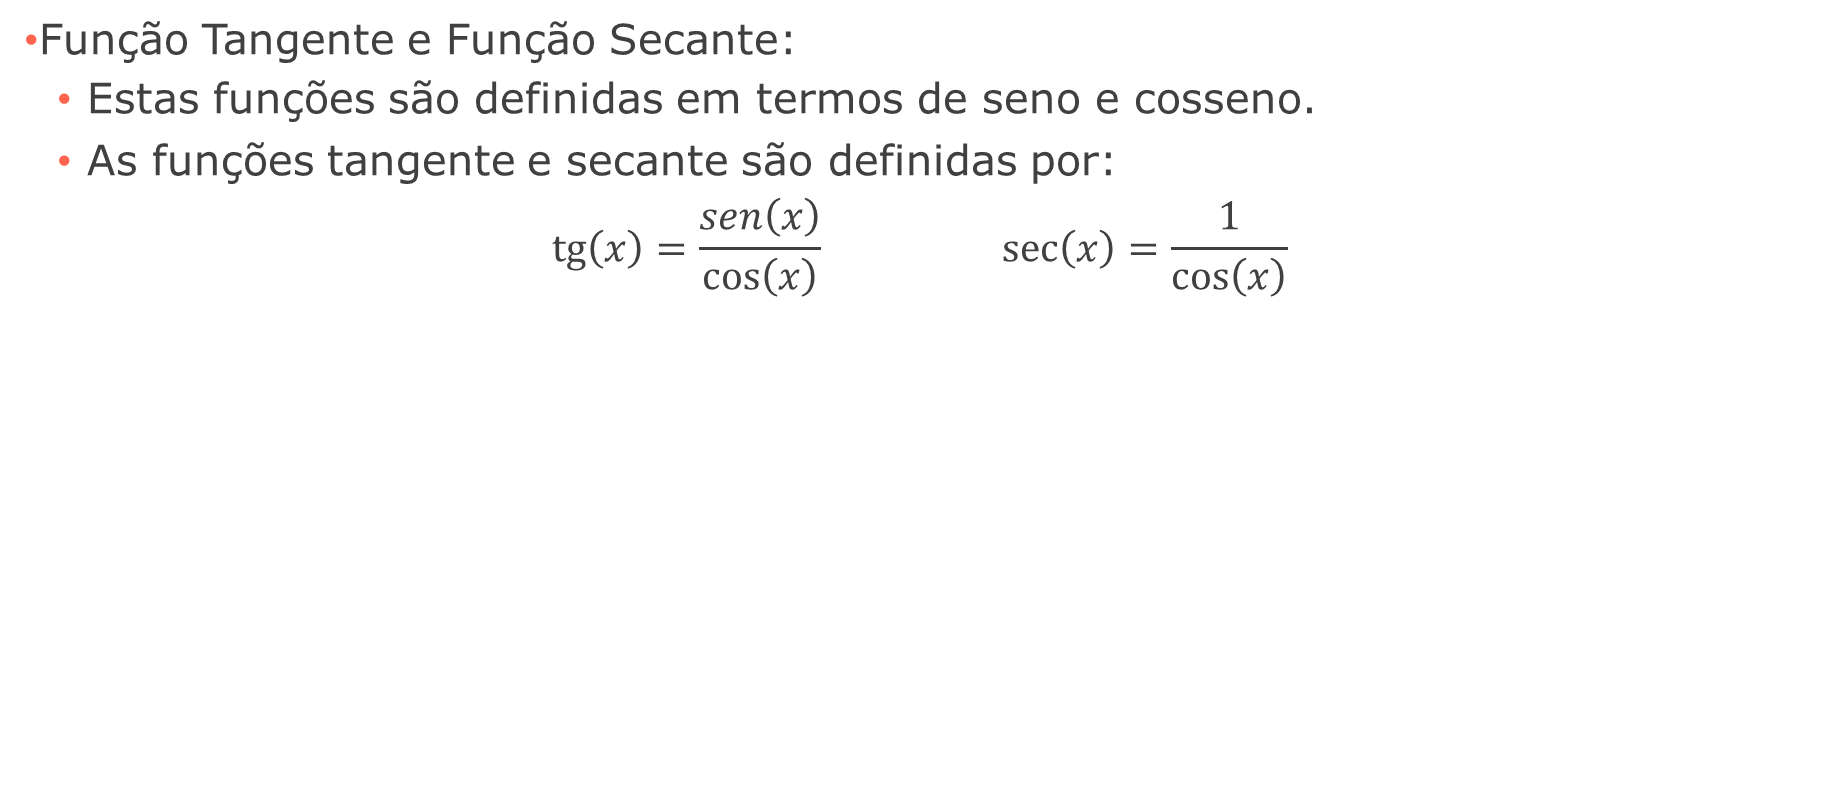 •Função Tangente e Função Secante:
• Estas funções são definidas em termos de seno e cosseno.
• As funções tangente e secante são definidas por:
tg(x) = sen(x)/cos(x) sec(x) = 1/cos(x)